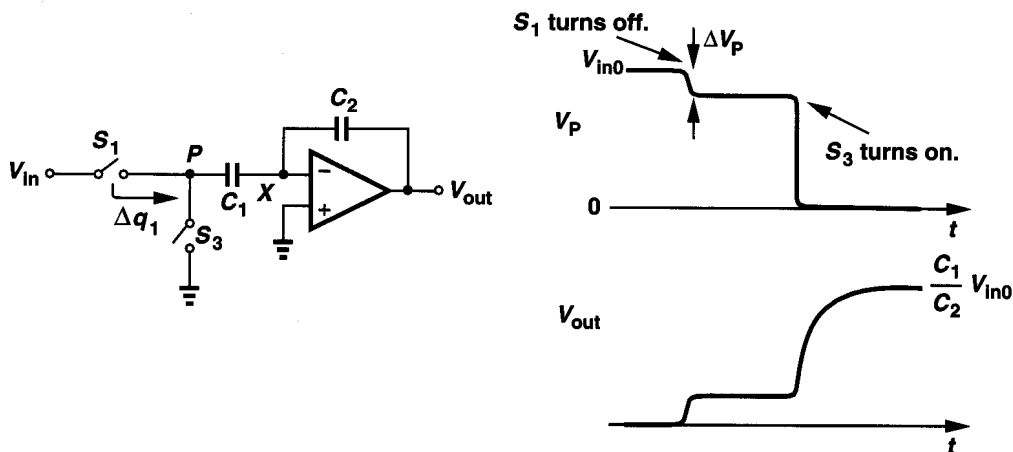 S1 turns off.
ΔVP
Vin0
VP
S3 turns on.
0
t
C2
S1
P
Vin
C1
X
−
+
Vout
Δq1
S3
C1
C2
Vin0
Vout
t